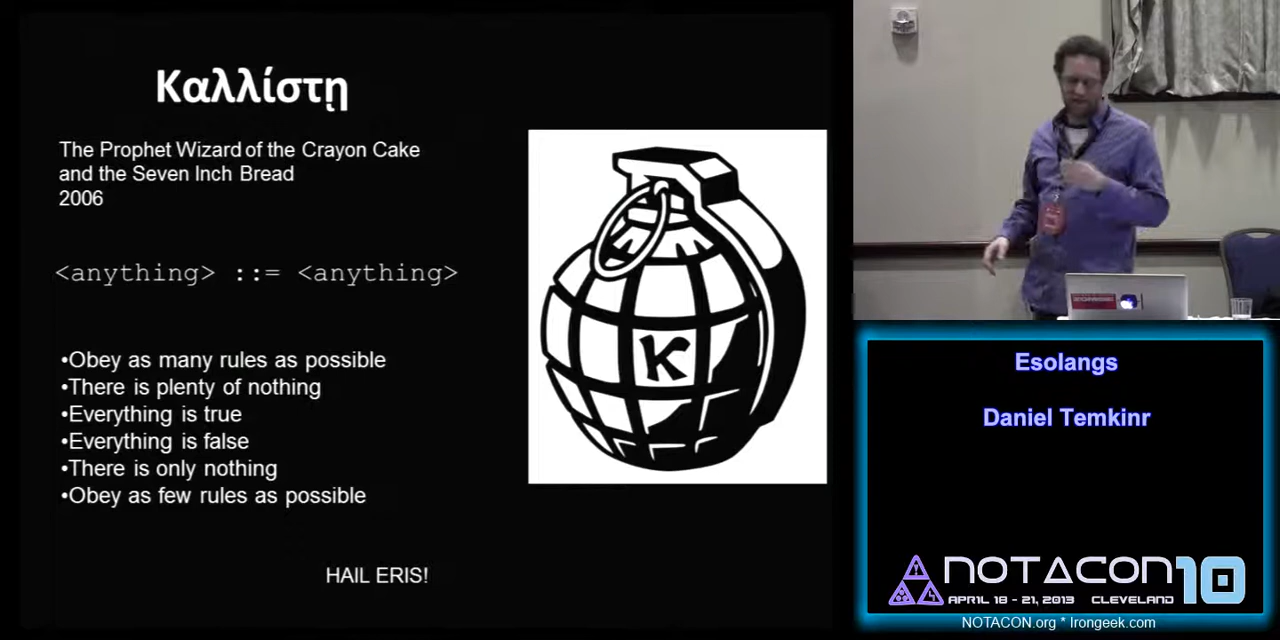 Καλλίστῃ
The Prophet Wizard of the Crayon Cake
and the Seven Inch Bread
2006
<anything> ::= <anything>
•Obey as many rules as possible
•There is plenty of nothing
•Everything is true
•Everything is false
•There is only nothing
•Obey as few rules as possible
HAIL ERIS!
K
Esolangs
Daniel Temkinr
NOTACON 10
APRIL 18 - 21, 2013 CLEVELAND
NOTACON.org * Irongeek.com